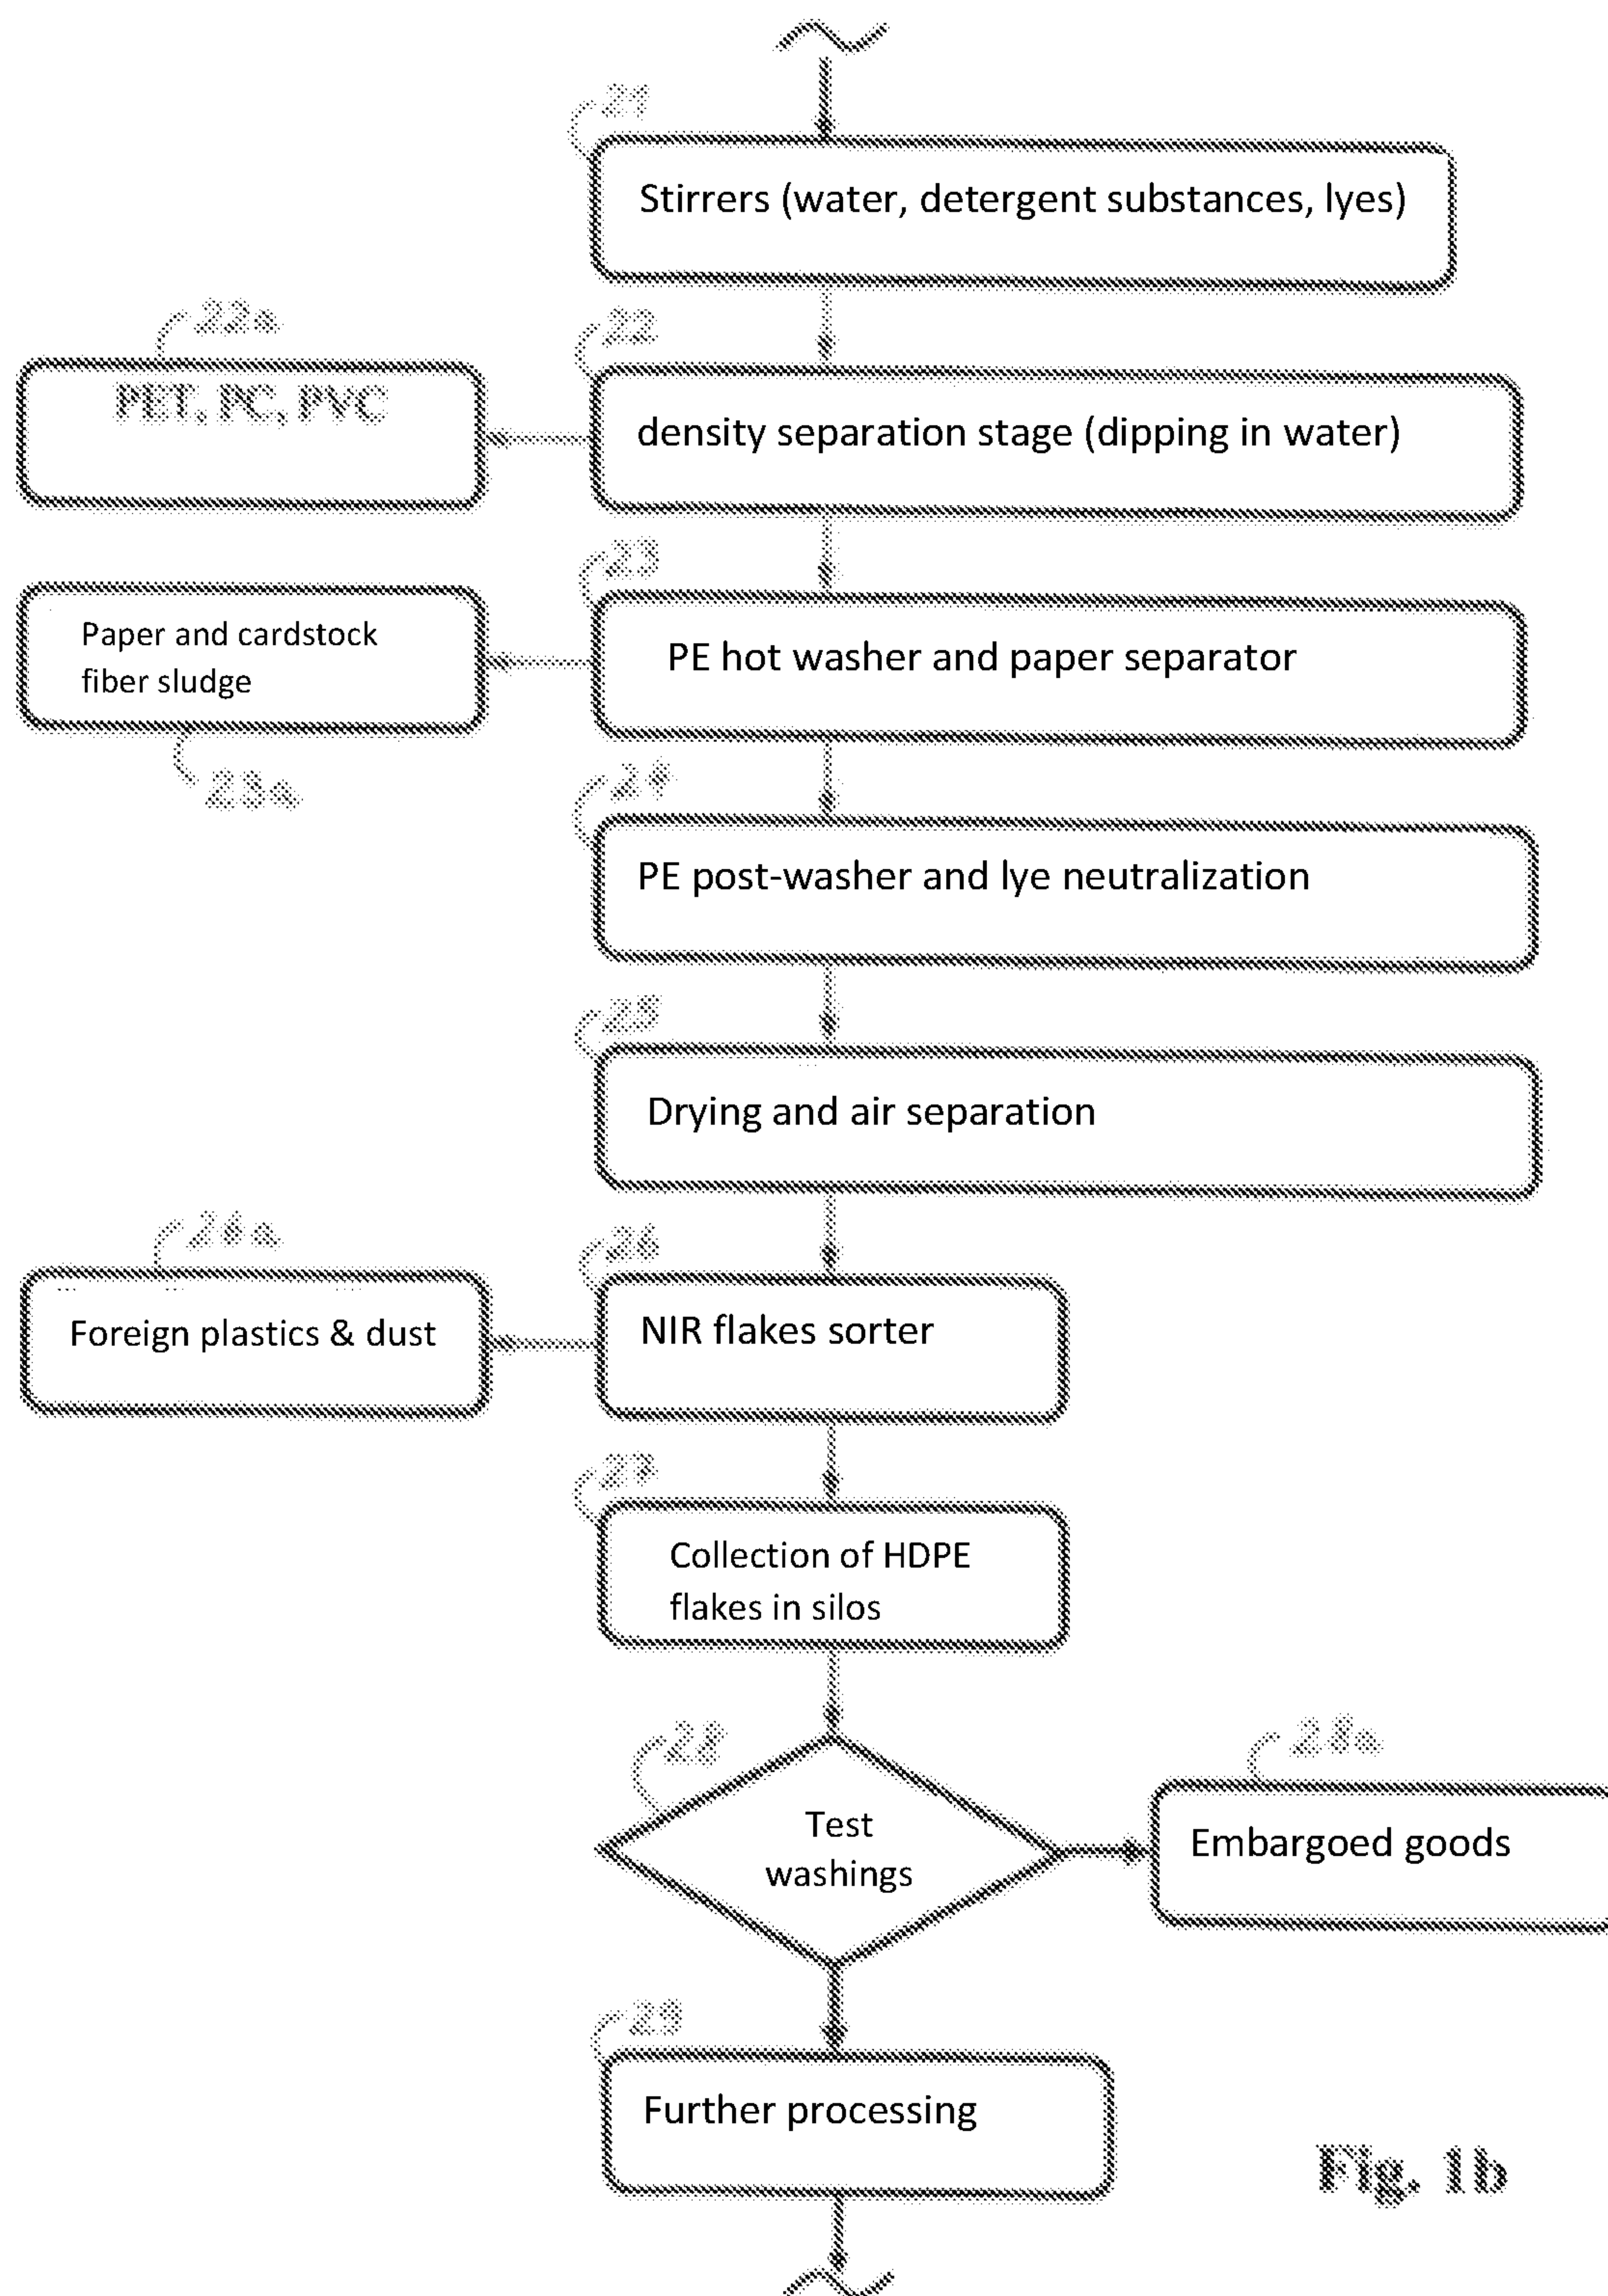 21
Stirrers (water, detergent substances, lyes)
22a
22
PET, PC, PVC
density separation stage (dipping in water)
23
Paper and cardstock
fiber sludge
PE hot washer and paper separator
23a
24
PE post-washer and lye neutralization
25
Drying and air separation
26a
26
Foreign plastics & dust
NIR flakes sorter
27
Collection of HDPE
flakes in silos
28
28a
Test
washings
Embargoed goods
29
Further processing
Fig. 1b